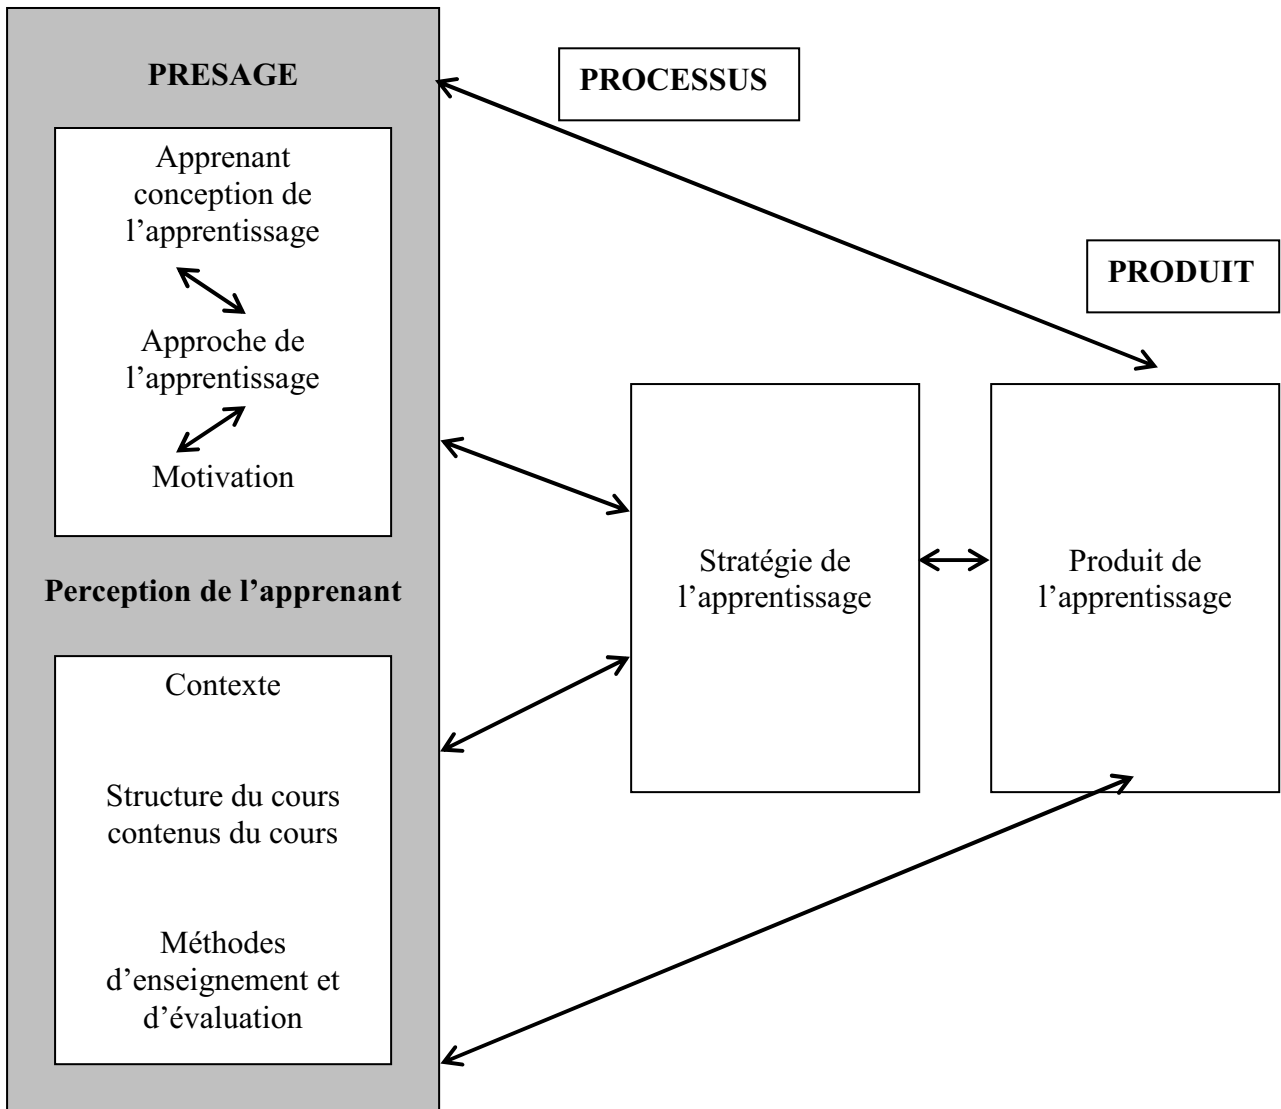 PRESAGE
Apprenant
conception de
l’apprentissage
Approche de
l’apprentissage
Motivation
Perception de l’apprenant
Contexte
Structure du cours
contenus du cours
Méthodes
d’enseignement et
d’évaluation
PROCESSUS
Stratégie de
l’apprentissage
PRODUIT
Produit de
l’apprentissage